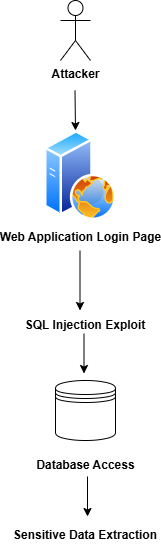 Attacker
Web Application Login Page
SQL Injection Exploit
Database Access
Sensitive Data Extraction